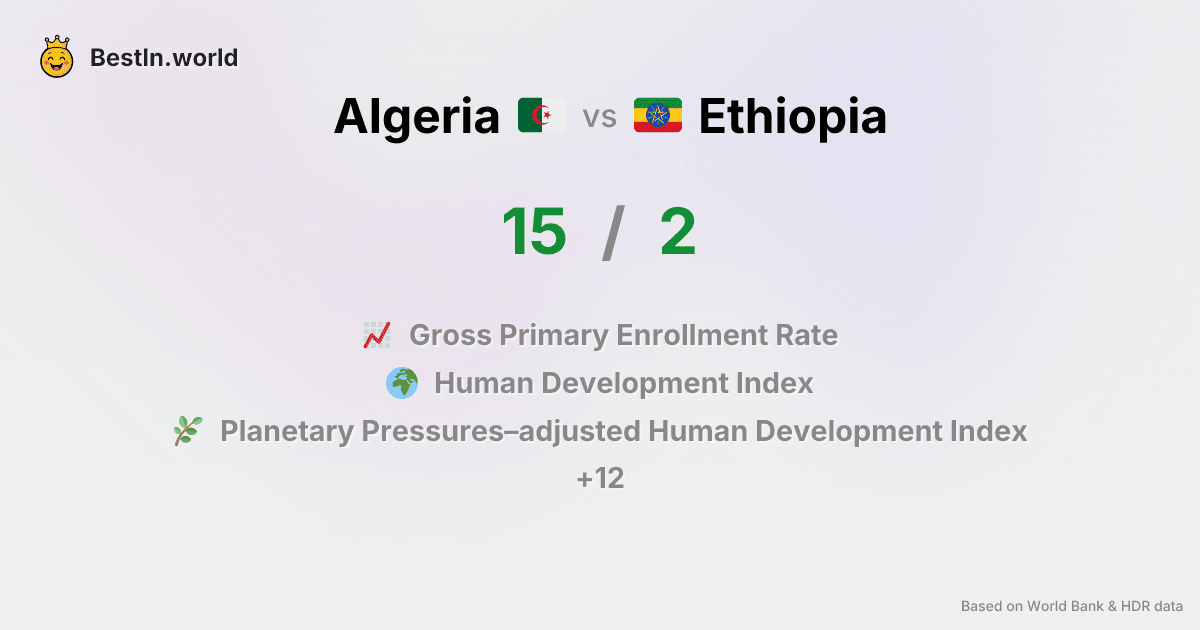 BestIn.world
Algeria vs Ethiopia
15 / 2
Gross Primary Enrollment Rate
Human Development Index
Planetary Pressures–adjusted Human Development Index
+12
Based on World Bank & HDR data